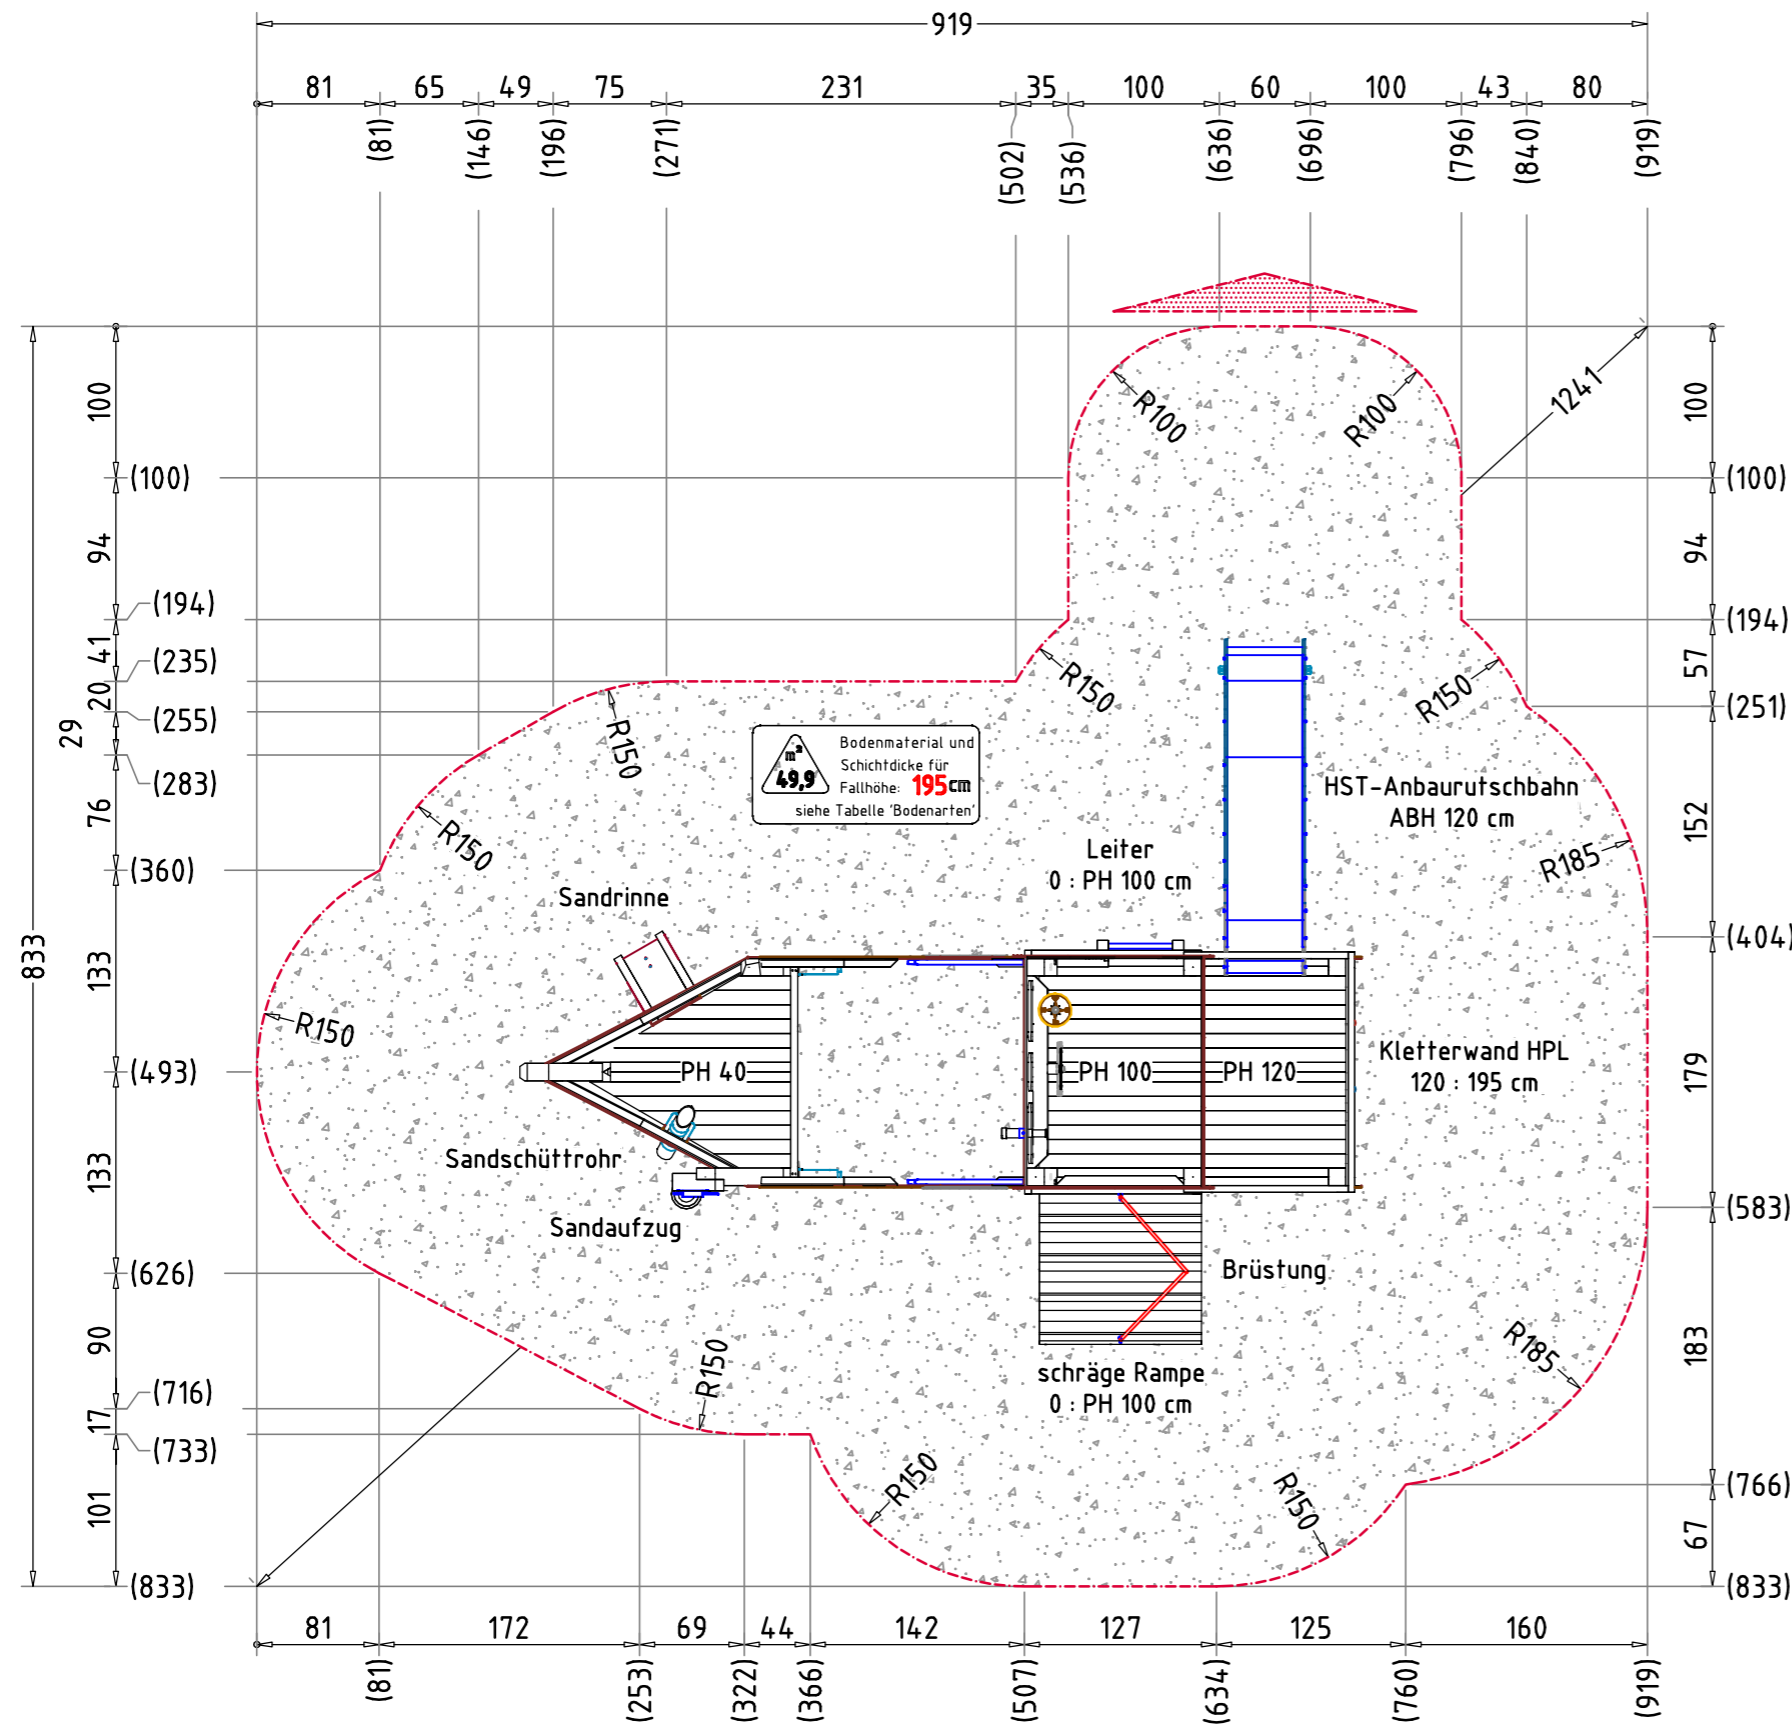 919
81 65 49 75 231 35 100 60 100 43 80
(81) (146) (196) (271) (502) (536) (636) (696) (796) (840) (919)
833
100
(100)
94
(194)
41
(235)
20
(255)
29
(283)
76
(360)
133
(493)
133
(626)
90
(716)
17
(733)
101
(833)
R100
R100
1241
R150
R150
R150
R150
R185
R150
R185
R150
R150
R150
m²
49,9
Bodenmaterial und
Schichtdicke für
Fallhöhe: 195cm
siehe Tabelle 'Bodenarten'
HST-Anbaurutschbahn
ABH 120 cm
Leiter
0 : PH 100 cm
Sandrinne
PH 40
PH 100
PH 120
Kletterwand HPL
120 : 195 cm
Sandschüttrohr
Sandaufzug
Brüstung
schräge Rampe
0 : PH 100 cm
100
(100)
94
(194)
57
(251)
152
(404)
179
(583)
183
(766)
67
(833)
81 172 69 44 142 127 125 160
(81) (253) (322) (366) (507) (634) (760) (919)